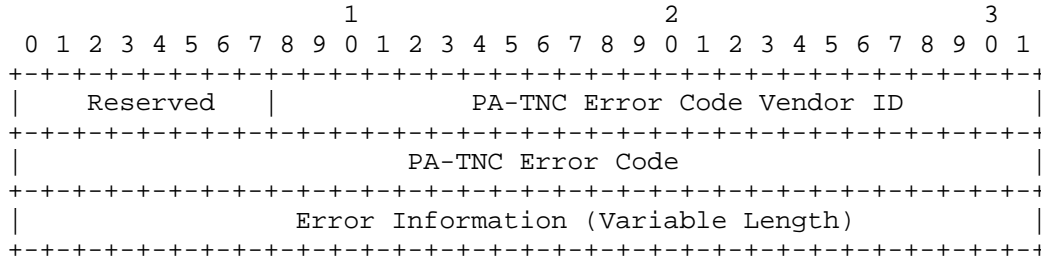 1                   2                   3
 0 1 2 3 4 5 6 7 8 9 0 1 2 3 4 5 6 7 8 9 0 1 2 3 4 5 6 7 8 9 0 1
+-+-+-+-+-+-+-+-+-+-+-+-+-+-+-+-+-+-+-+-+-+-+-+-+-+-+-+-+-+-+-+-+
|    Reserved   |            PA-TNC Error Code Vendor ID        |
+-+-+-+-+-+-+-+-+-+-+-+-+-+-+-+-+-+-+-+-+-+-+-+-+-+-+-+-+-+-+-+-+
|                        PA-TNC Error Code                      |
+-+-+-+-+-+-+-+-+-+-+-+-+-+-+-+-+-+-+-+-+-+-+-+-+-+-+-+-+-+-+-+-+
|                 Error Information (Variable Length)           |
+-+-+-+-+-+-+-+-+-+-+-+-+-+-+-+-+-+-+-+-+-+-+-+-+-+-+-+-+-+-+-+-+